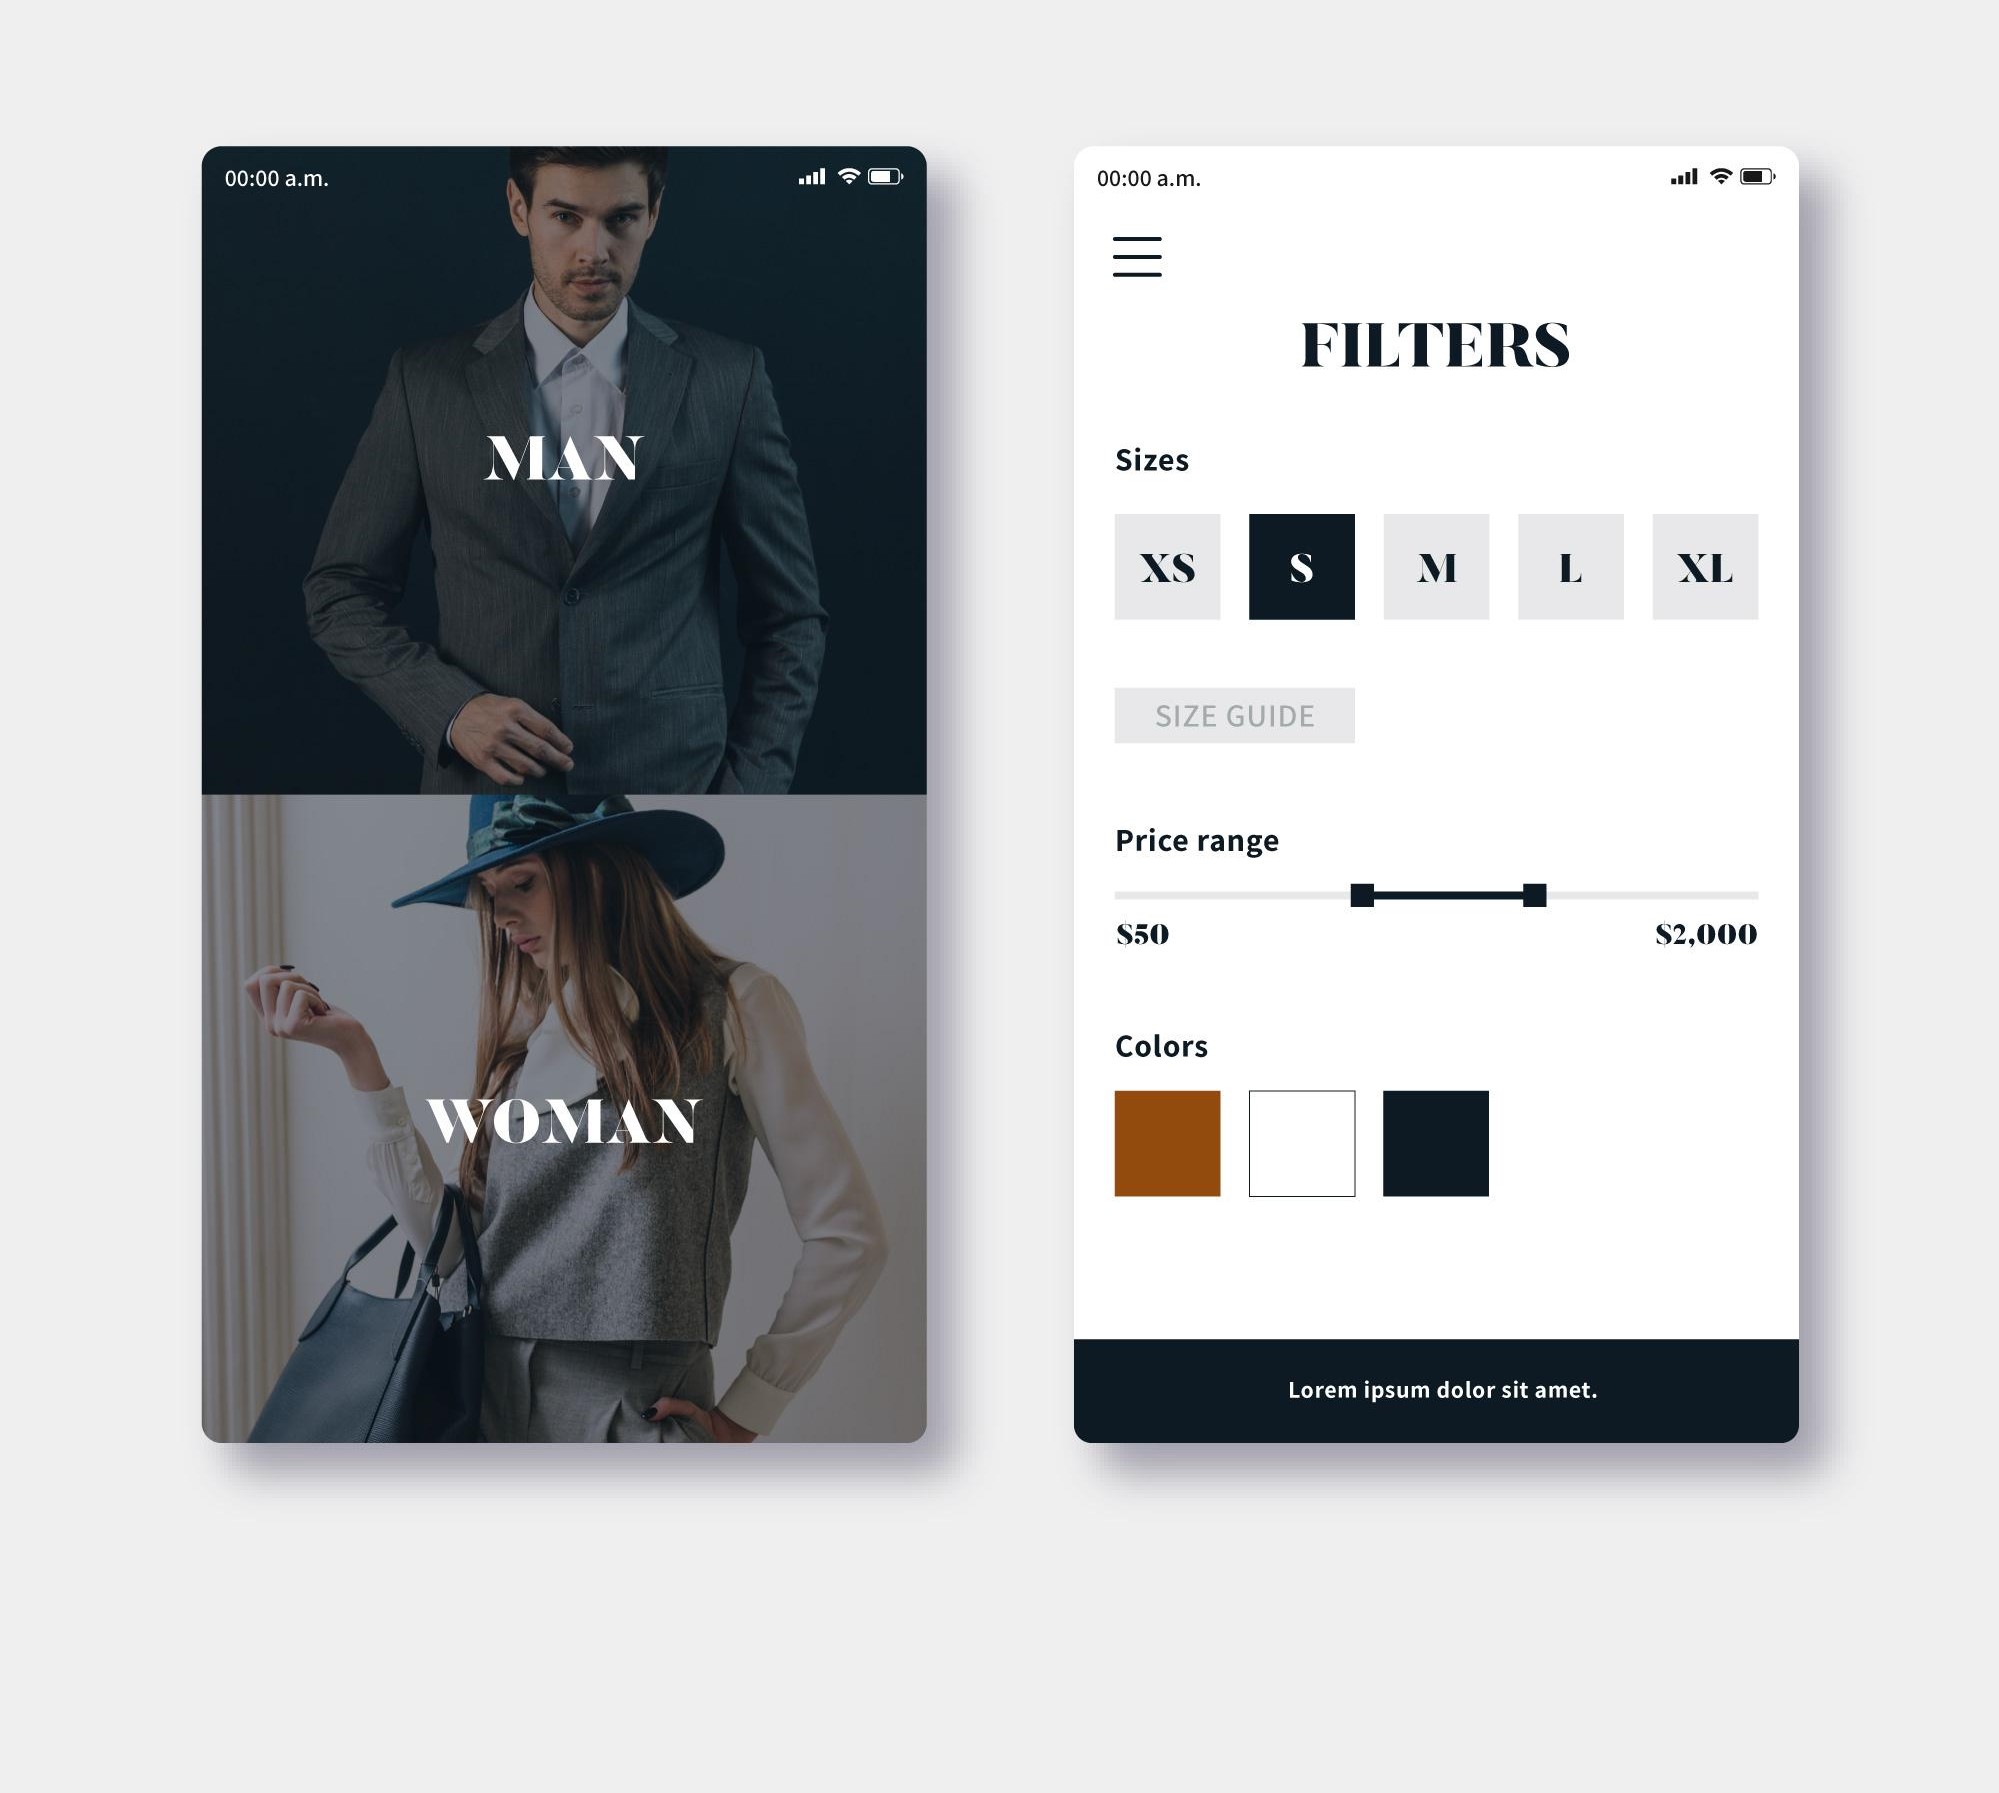 00:00 a.m.
MAN
WOMAN
00:00 a.m.
FILTERS
Sizes
XS S M L XL
SIZE GUIDE
Price range
$50 $2,000
Colors
Lorem ipsum dolor sit amet.